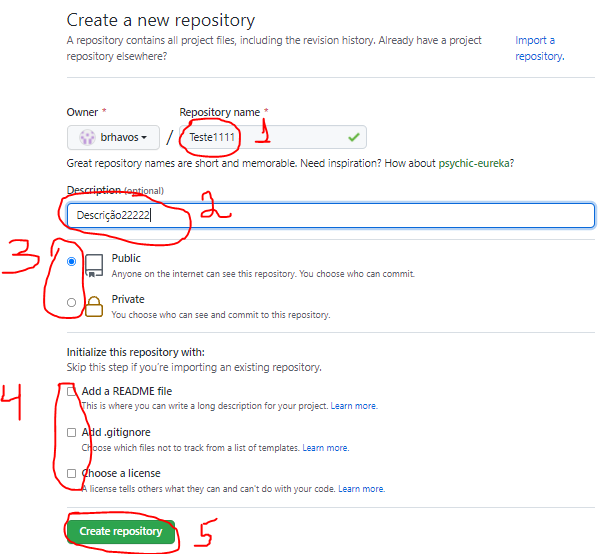 Create a new repository
A repository contains all project files, including the revision history. Already have a project
repository elsewhere?
Import a
repository.
Owner *
Repository name *
brhavos
/
Teste1111
1
Great repository names are short and memorable. Need inspiration? How about psychic-eureka?
Description (optional)
Descrição22222
2
3
Public
Anyone on the internet can see this repository. You choose who can commit.
Private
You choose who can see and commit to this repository.
Initialize this repository with:
Skip this step if you're importing an existing repository.
4
Add a README file
This is where you can write a long description for your project. Learn more.
Add .gitignore
Choose which files not to track from a list of templates. Learn more.
Choose a license
A license tells others what they can and can't do with your code. Learn more.
Create repository
5